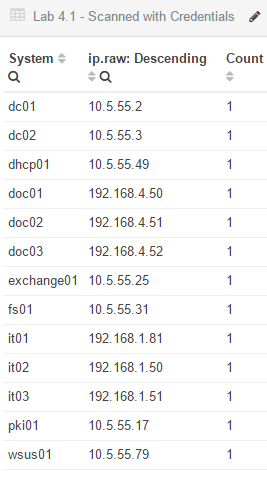 Lab 4.1 - Scanned with Credentials
System ip.raw: Descending Count
dc01 10.5.55.2 1
dc02 10.5.55.3 1
dhcp01 10.5.55.49 1
doc01 192.168.4.50 1
doc02 192.168.4.51 1
doc03 192.168.4.52 1
exchange01 10.5.55.25 1
fs01 10.5.55.31 1
it01 192.168.1.81 1
it02 192.168.1.50 1
it03 192.168.1.51 1
pki01 10.5.55.17 1
wsus01 10.5.55.79 1